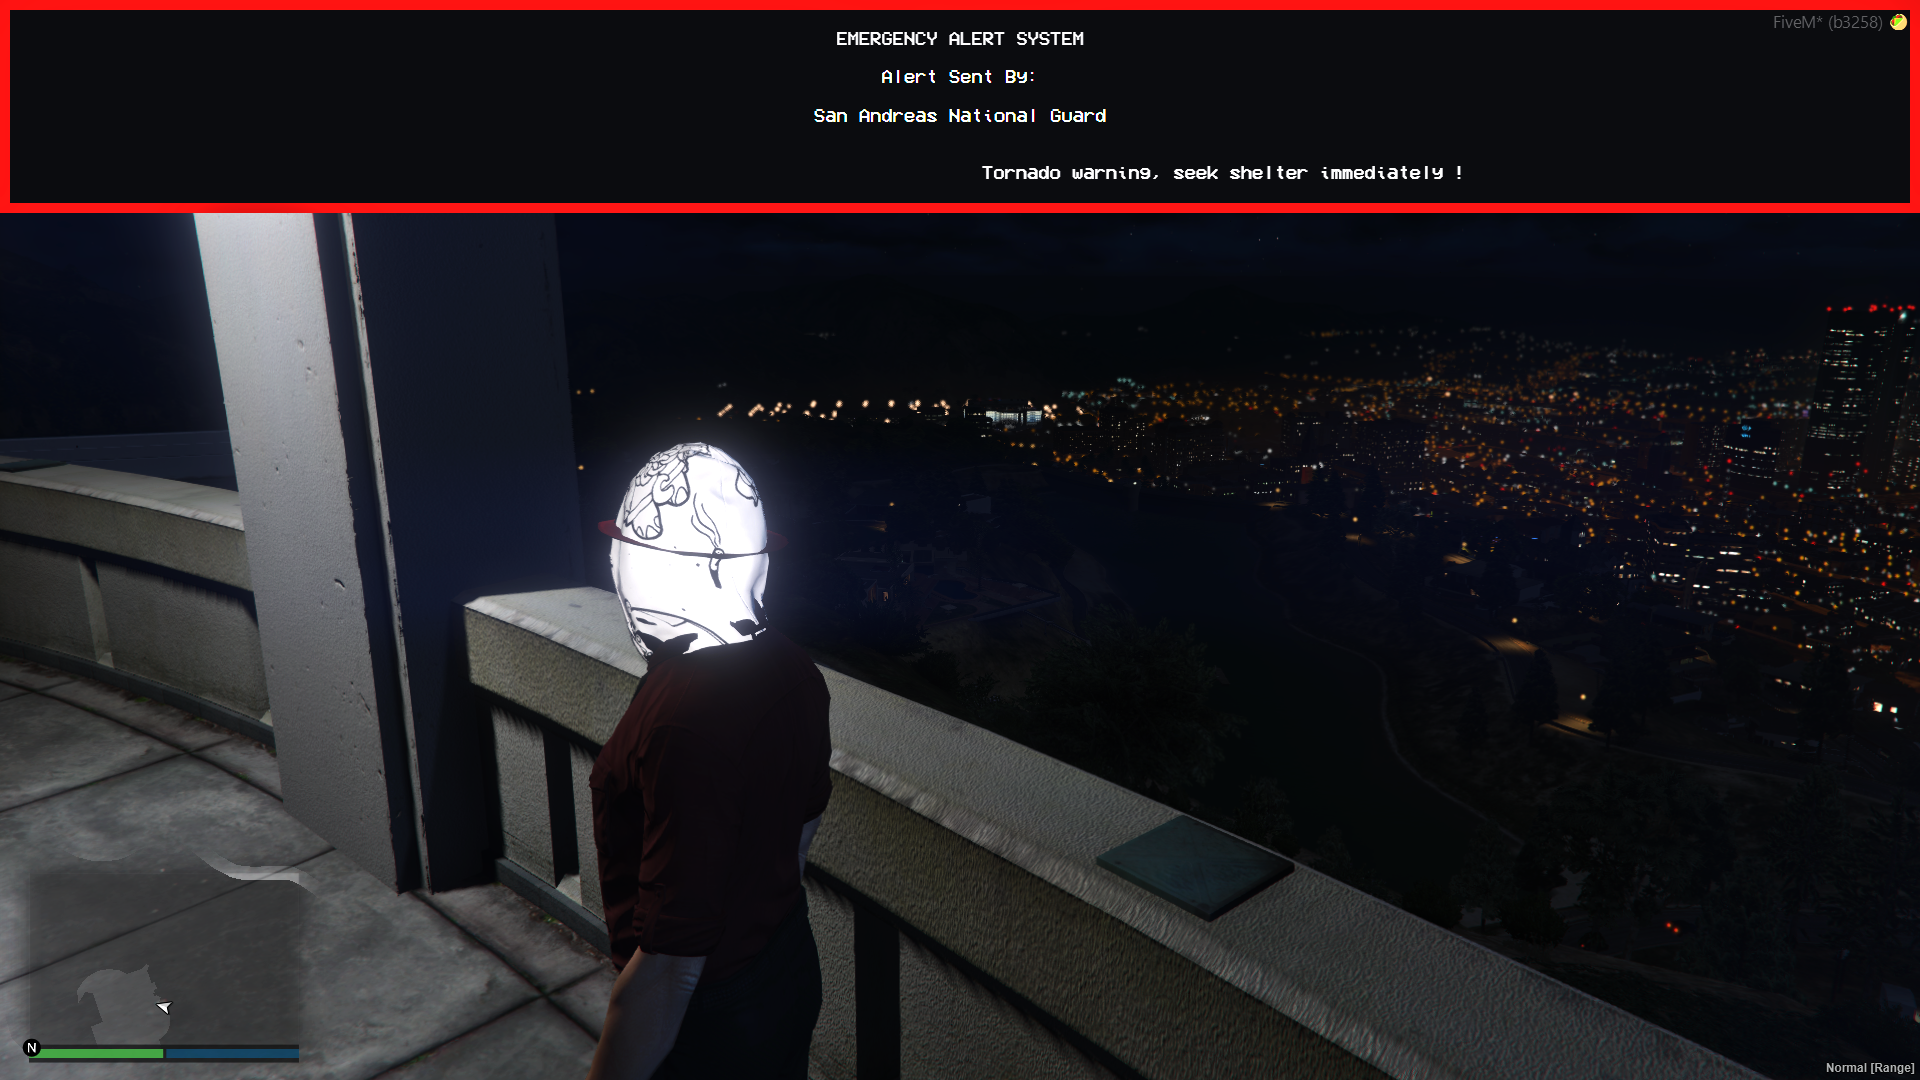 FiveM* (b3258)
EMERGENCY ALERT SYSTEM
Alert Sent By:
San Andreas National Guard
Tornado warning, seek shelter immediately !
N
Normal [Range]